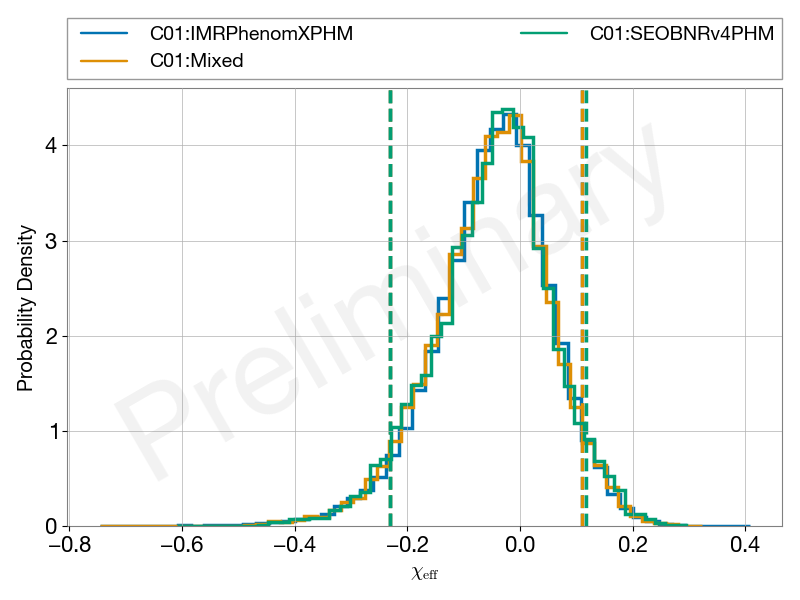 C01:IMRPhenomXPHM
C01:Mixed
C01:SEOBNRv4PHM
Preliminary
Probability Density
4
3
2
1
0
−0.8 −0.6 −0.4 −0.2 0.0 0.2 0.4
χeff